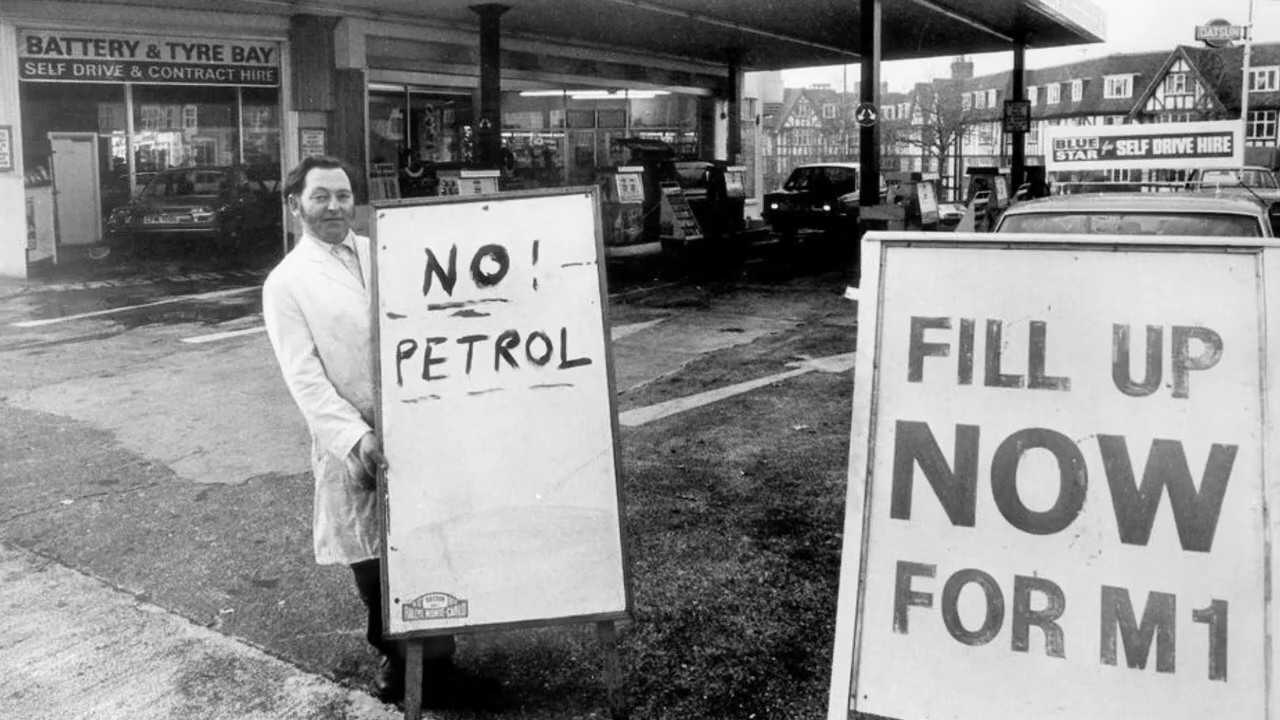 BATTERY & TYRE BAY
SELF DRIVE & CONTRACT HIRE
DATSUN
BLUE STAR for SELF DRIVE HIRE
NO!
PETROL
FILL UP
NOW
FOR M1